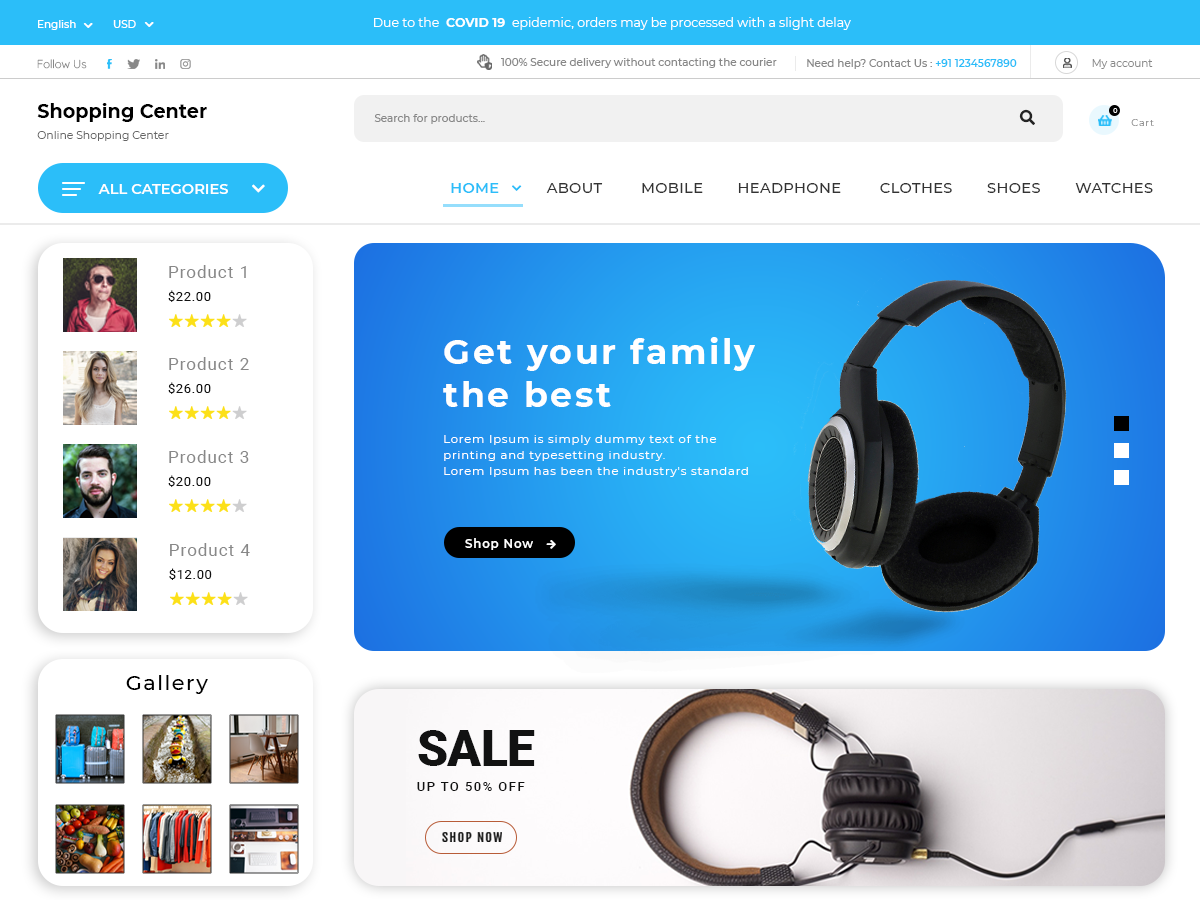 English USD Due to the COVID 19 epidemic, orders may be processed with a slight delay
Follow Us 100% Secure delivery without contacting the courier Need help? Contact Us : +91 1234567890 My account
Shopping Center
Online Shopping Center
Search for products...
0
Cart
ALL CATEGORIES
HOME ABOUT MOBILE HEADPHONE CLOTHES SHOES WATCHES
Product 1
$22.00
Product 2
$26.00
Product 3
$20.00
Product 4
$12.00
Get your family
the best
Lorem Ipsum is simply dummy text of the
printing and typesetting industry.
Lorem Ipsum has been the industry's standard
Shop Now
Gallery
SALE
UP TO 50% OFF
SHOP NOW